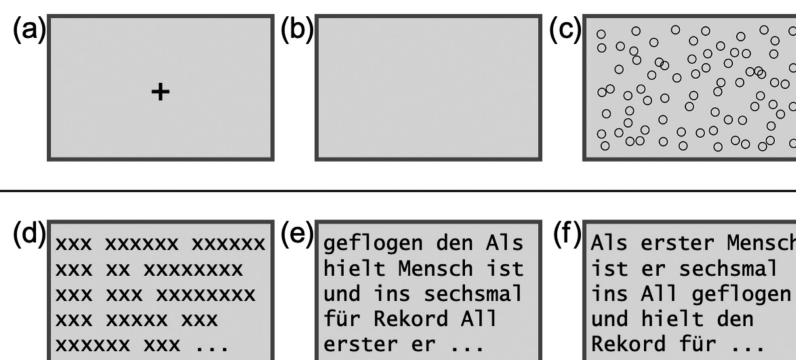 (a)
+
(b)
(c)
(d)
xxx xxxxxx xxxxxx
xxx xx xxxxxxxx
xxx xxx xxxxxxxx
xxx xxxxx xxx
xxxxxx xxx ...
(e)
geflogen den Als
hielt Mensch ist
und ins sechsmal
für Rekord All
erster er ...
(f)
Als erster Mensch
ist er sechsmal
ins All geflogen
und hielt den
Rekord für ...